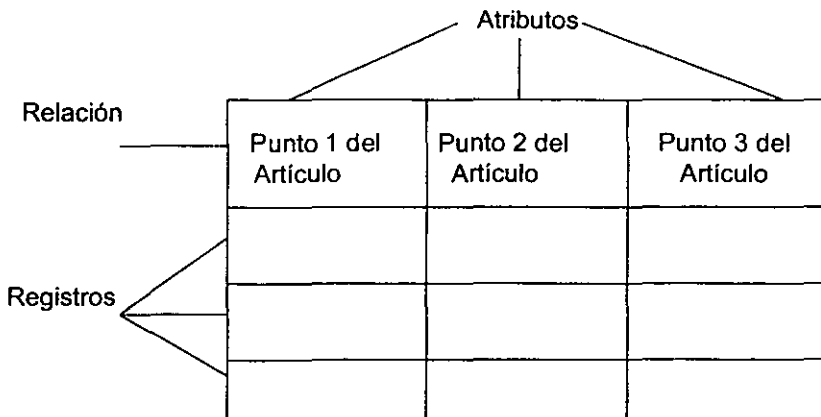 Atributos
Relación
Punto 1 del
Artículo
Punto 2 del
Artículo
Punto 3 del
Artículo
Registros